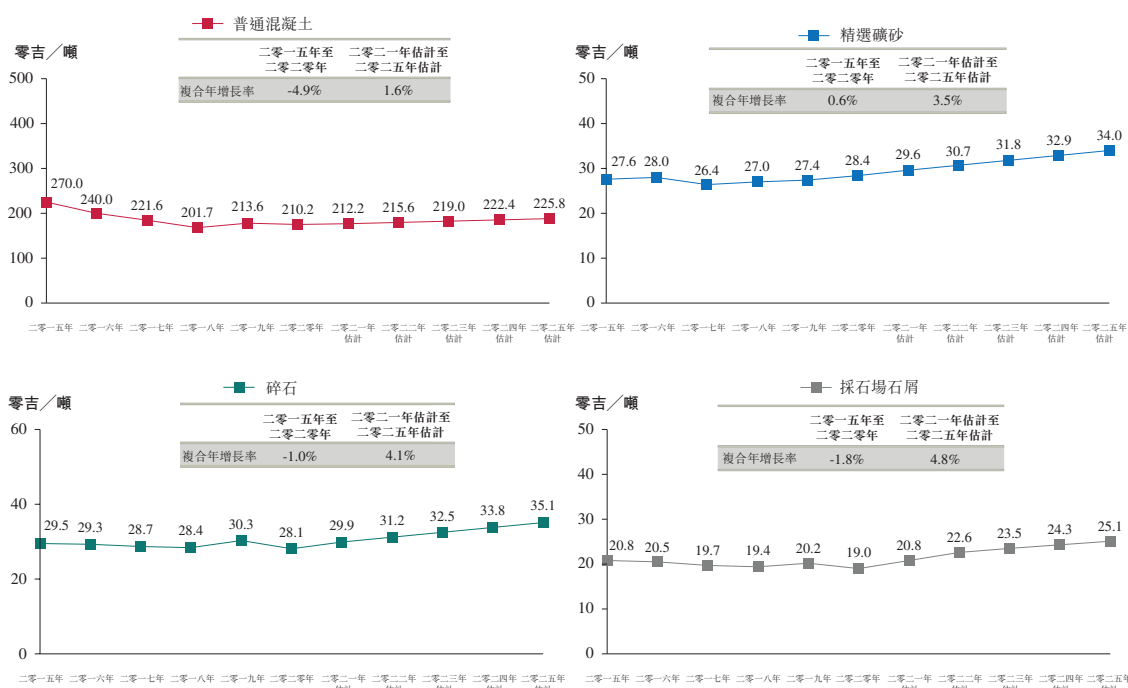 普通混凝土
零吉／噸
二零一五年至 二零二一年估計至
二零二零年 二零二五年估計
複合年增長率 -4.9% 1.6%
500
400
300
200
100
0
270.0 240.0 221.6 201.7 213.6 210.2 212.2 215.6 219.0 222.4 225.8
二零一五年 二零一六年 二零一七年 二零一八年 二零一九年 二零二零年 二零二一年 二零二二年 二零二三年 二零二四年 二零二五年
估計 估計 估計 估計 估計
精選礦砂
零吉／噸
二零一五年至 二零二一年估計至
二零二零年 二零二五年估計
複合年增長率 0.6% 3.5%
50
40
30
20
10
0
27.6 28.0 26.4 27.0 27.4 28.4 29.6 30.7 31.8 32.9 34.0
二零一五年 二零一六年 二零一七年 二零一八年 二零一九年 二零二零年 二零二一年 二零二二年 二零二三年 二零二四年 二零二五年
估計 估計 估計 估計 估計
碎石
零吉／噸
二零一五年至 二零二一年估計至
二零二零年 二零二五年估計
複合年增長率 -1.0% 4.1%
60
40
20
0
29.5 29.3 28.7 28.4 30.3 28.1 29.9 31.2 32.5 33.8 35.1
二零一五年 二零一六年 二零一七年 二零一八年 二零一九年 二零二零年 二零二一年 二零二二年 二零二三年 二零二四年 二零二五年
估計 估計 估計 估計 估計
採石場石屑
零吉／噸
二零一五年至 二零二一年估計至
二零二零年 二零二五年估計
複合年增長率 -1.8% 4.8%
50
40
30
20
10
0
20.8 20.5 19.7 19.4 20.2 19.0 20.8 22.6 23.5 24.3 25.1
二零一五年 二零一六年 二零一七年 二零一八年 二零一九年 二零二零年 二零二一年 二零二二年 二零二三年 二零二四年 二零二五年
估計 估計 估計 估計 估計